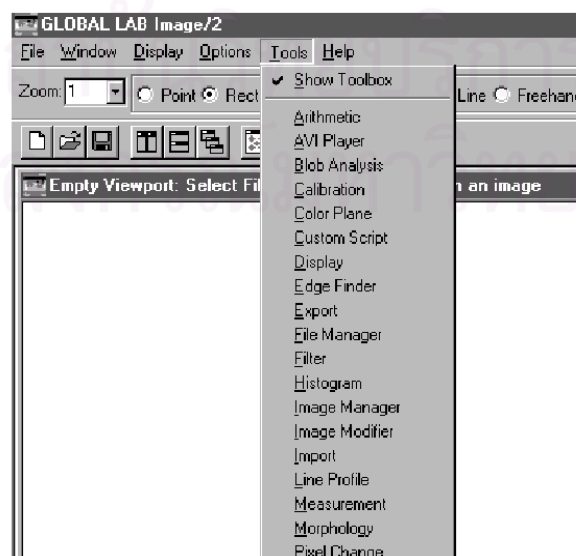 GLOBAL LAB Image/2
File Window Display Options Tools Help
Zoom: 1 Point Rect Line Freehan
Show Toolbox
Empty Viewport: Select Fil n an image
Arithmetic
AVI Player
Blob Analysis
Calibration
Color Plane
Custom Script
Display
Edge Finder
Export
File Manager
Filter
Histogram
Image Manager
Image Modifier
Import
Line Profile
Measurement
Morphology
Pixel Change